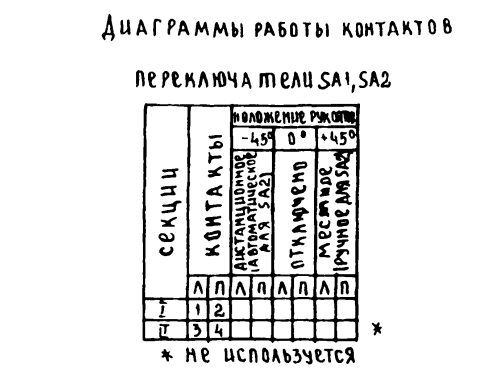 ДИАГРАММЫ РАБОТЫ КОНТАКТОВ
ПЕРЕКЛЮЧАТЕЛИ SA1, SA2
СЕКЦИИ
КОНТАКТЫ
ПОЛОЖЕНИЕ РУКОЯТ
-45° 0° +45°
ДИСТАНЦИОННОЕ
(АВТОМАТИЧЕСКОЕ
ДЛЯ SA2)
ОТКЛЮЧЕНО
МЕСТНОЕ
(РУЧНОЕ ДЛЯ SA2)
Л П Л П Л П Л П
I 1 2
II 3 4 *
* НЕ ИСПОЛЬЗУЕТСЯ